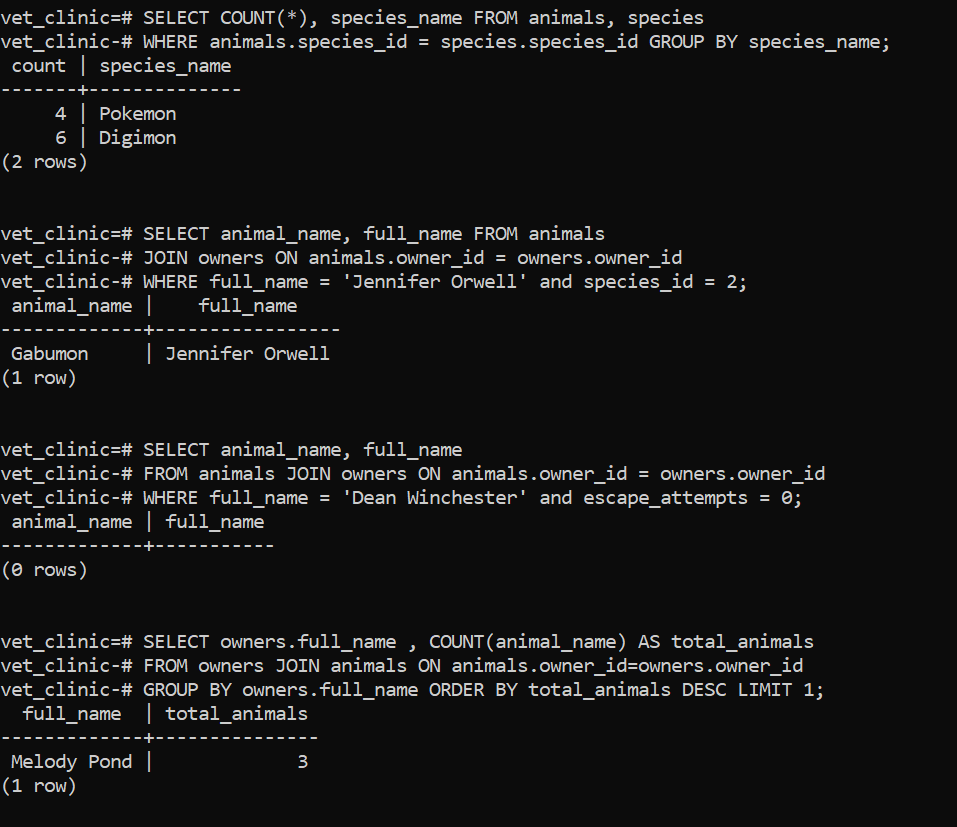 vet_clinic=# SELECT COUNT(*), species_name FROM animals, species
vet_clinic-# WHERE animals.species_id = species.species_id GROUP BY species_name;
 count | species_name
-------+--------------
     4 | Pokemon
     6 | Digimon
(2 rows)
vet_clinic=# SELECT animal_name, full_name FROM animals
vet_clinic-# JOIN owners ON animals.owner_id = owners.owner_id
vet_clinic-# WHERE full_name = 'Jennifer Orwell' and species_id = 2;
 animal_name |    full_name
-------------+-----------------
 Gabumon     | Jennifer Orwell
(1 row)
vet_clinic=# SELECT animal_name, full_name
vet_clinic-# FROM animals JOIN owners ON animals.owner_id = owners.owner_id
vet_clinic-# WHERE full_name = 'Dean Winchester' and escape_attempts = 0;
 animal_name | full_name
-------------+-----------
(0 rows)
vet_clinic=# SELECT owners.full_name , COUNT(animal_name) AS total_animals
vet_clinic-# FROM owners JOIN animals ON animals.owner_id=owners.owner_id
vet_clinic-# GROUP BY owners.full_name ORDER BY total_animals DESC LIMIT 1;
  full_name  | total_animals
-------------+---------------
 Melody Pond |             3
(1 row)